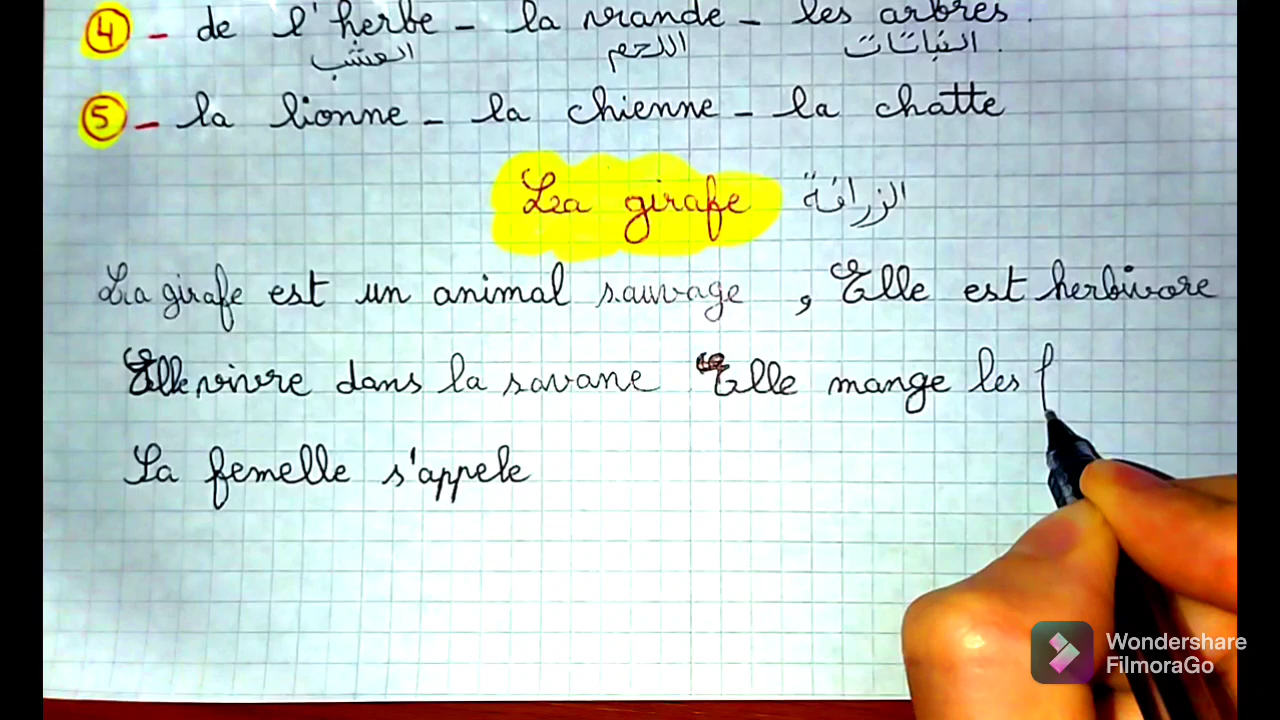 4 - de l'herbe - la viande - les arbres.
العشب اللحم النباتات.
5 - la lionne - la chienne - la chatte
La girafe الزرافة
La girafe est un animal sauvage , Elle est herbivore
Elle vivre dans la savane Elle mange les f
La femelle s'appele
Wondershare
FilmoraGo